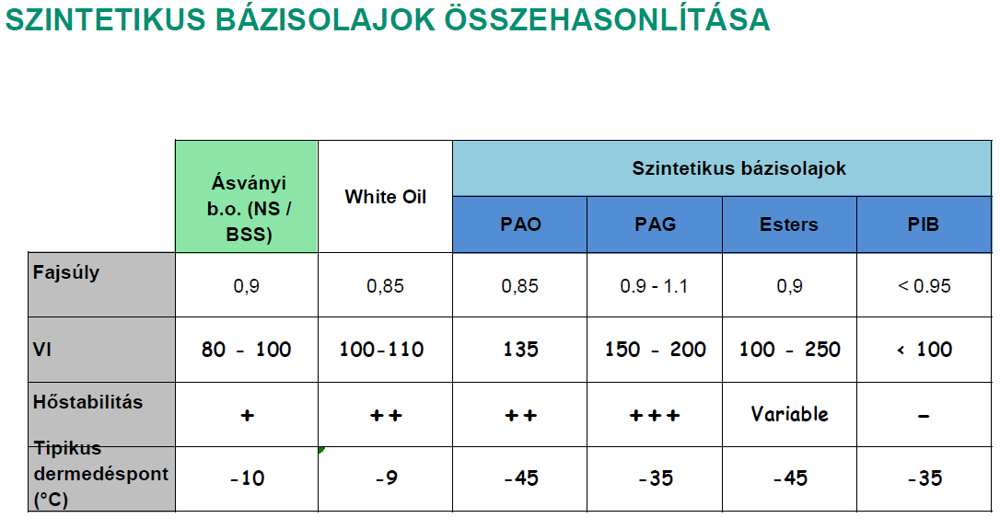 SZINTETIKUS BÁZISOLAJOK ÖSSZEHASONLÍTÁSA
Ásványi
b.o. (NS /
BSS)
White Oil
Szintetikus bázisolajok
PAO PAG Esters PIB
Fajsúly 0,9 0,85 0,85 0.9 - 1.1 0,9 < 0.95
VI 80 - 100 100-110 135 150 - 200 100 - 250 < 100
Hőstabilitás + ++ ++ +++ Variable -
Tipikus
dermedéspont
(°C)
-10 -9 -45 -35 -45 -35